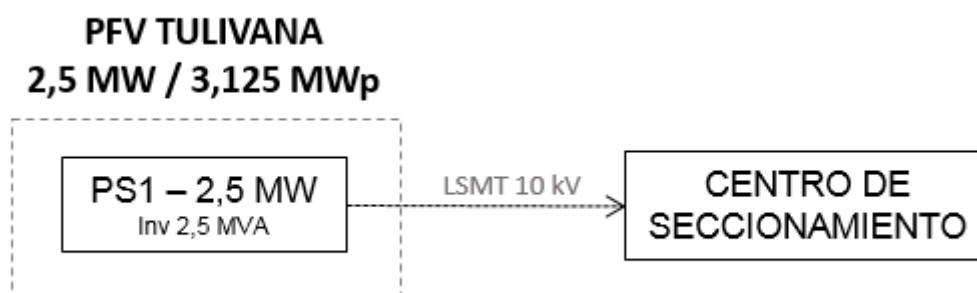 PFV TULIVANA
2,5 MW / 3,125 MWp
PS1 – 2,5 MW
Inv 2,5 MVA
LSMT 10 kV
CENTRO DE
SECCIONAMIENTO